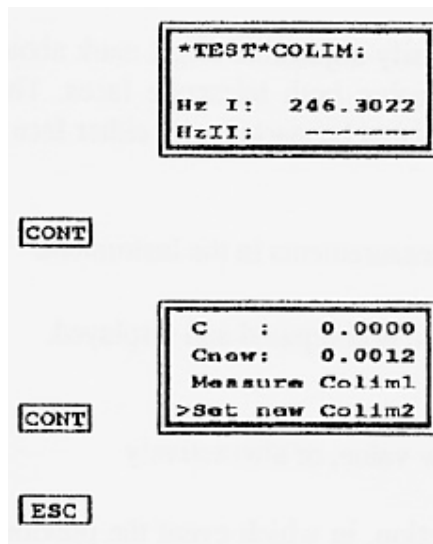 *TEST*COLIM:
Hz I: 246.3022
HzII: --------
CONT
C : 0.0000
Cnew: 0.0012
Measure Colim1
>Set new Colim2
CONT
ESC